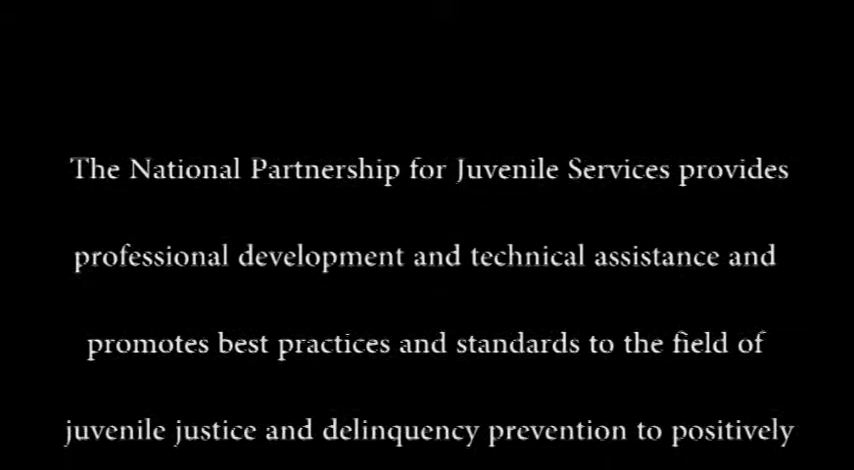 The National Partnership for Juvenile Services provides
professional development and technical assistance and
promotes best practices and standards to the field of
juvenile justice and delinquency prevention to positively